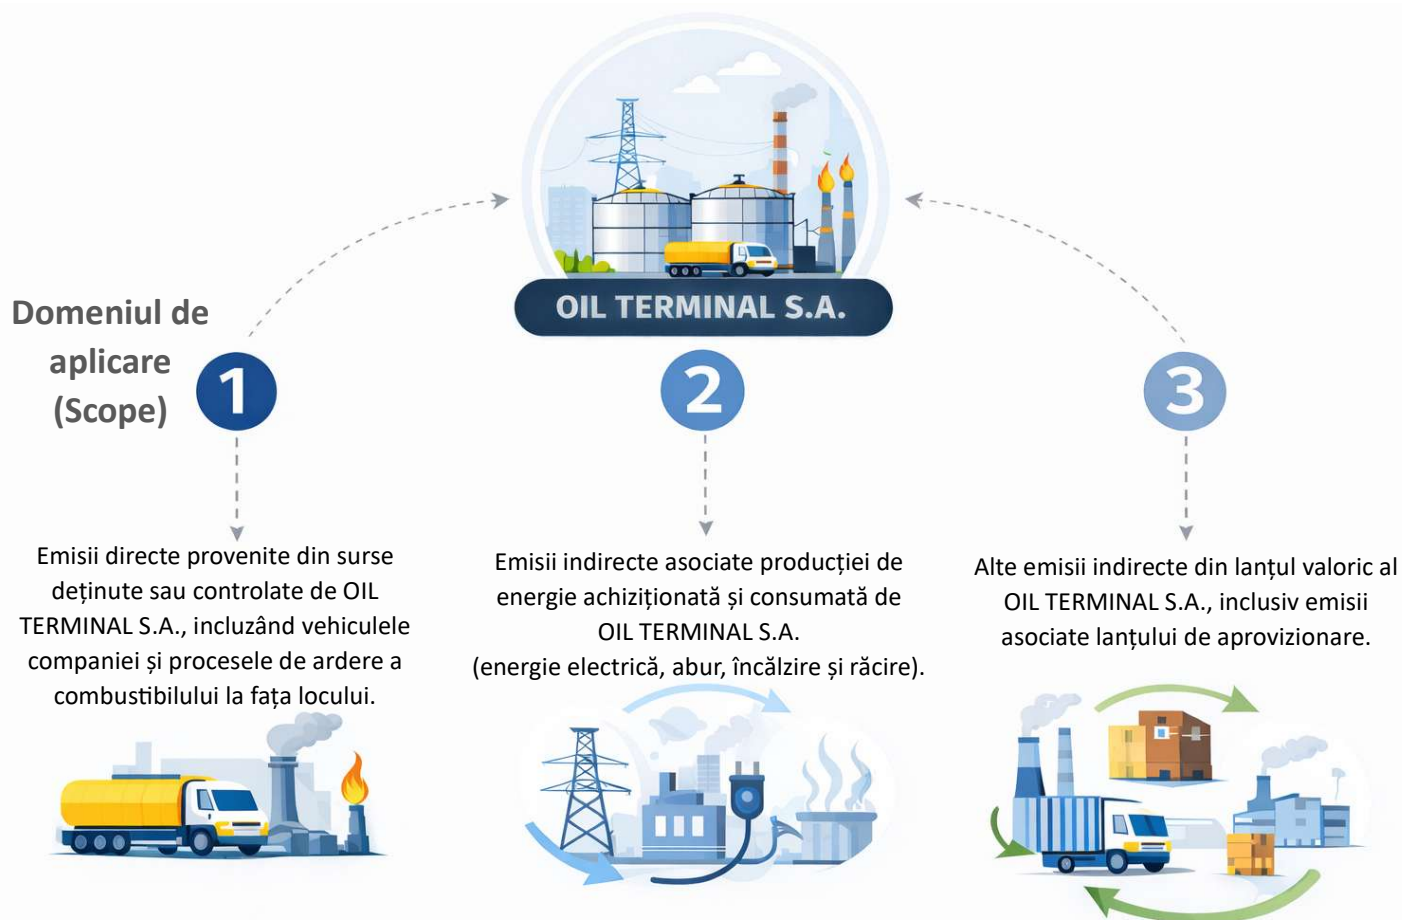 OIL TERMINAL S.A.
Domeniul de
aplicare
(Scope)
1
2
3
Emisii directe provenite din surse
deținute sau controlate de OIL
TERMINAL S.A., incluzând vehiculele
companiei și procesele de ardere a
combustibilului la fața locului.
Emisii indirecte asociate producției de
energie achiziționată și consumată de
OIL TERMINAL S.A.
(energie electrică, abur, încălzire și răcire).
Alte emisii indirecte din lanțul valoric al
OIL TERMINAL S.A., inclusiv emisii
asociate lanțului de aprovizionare.